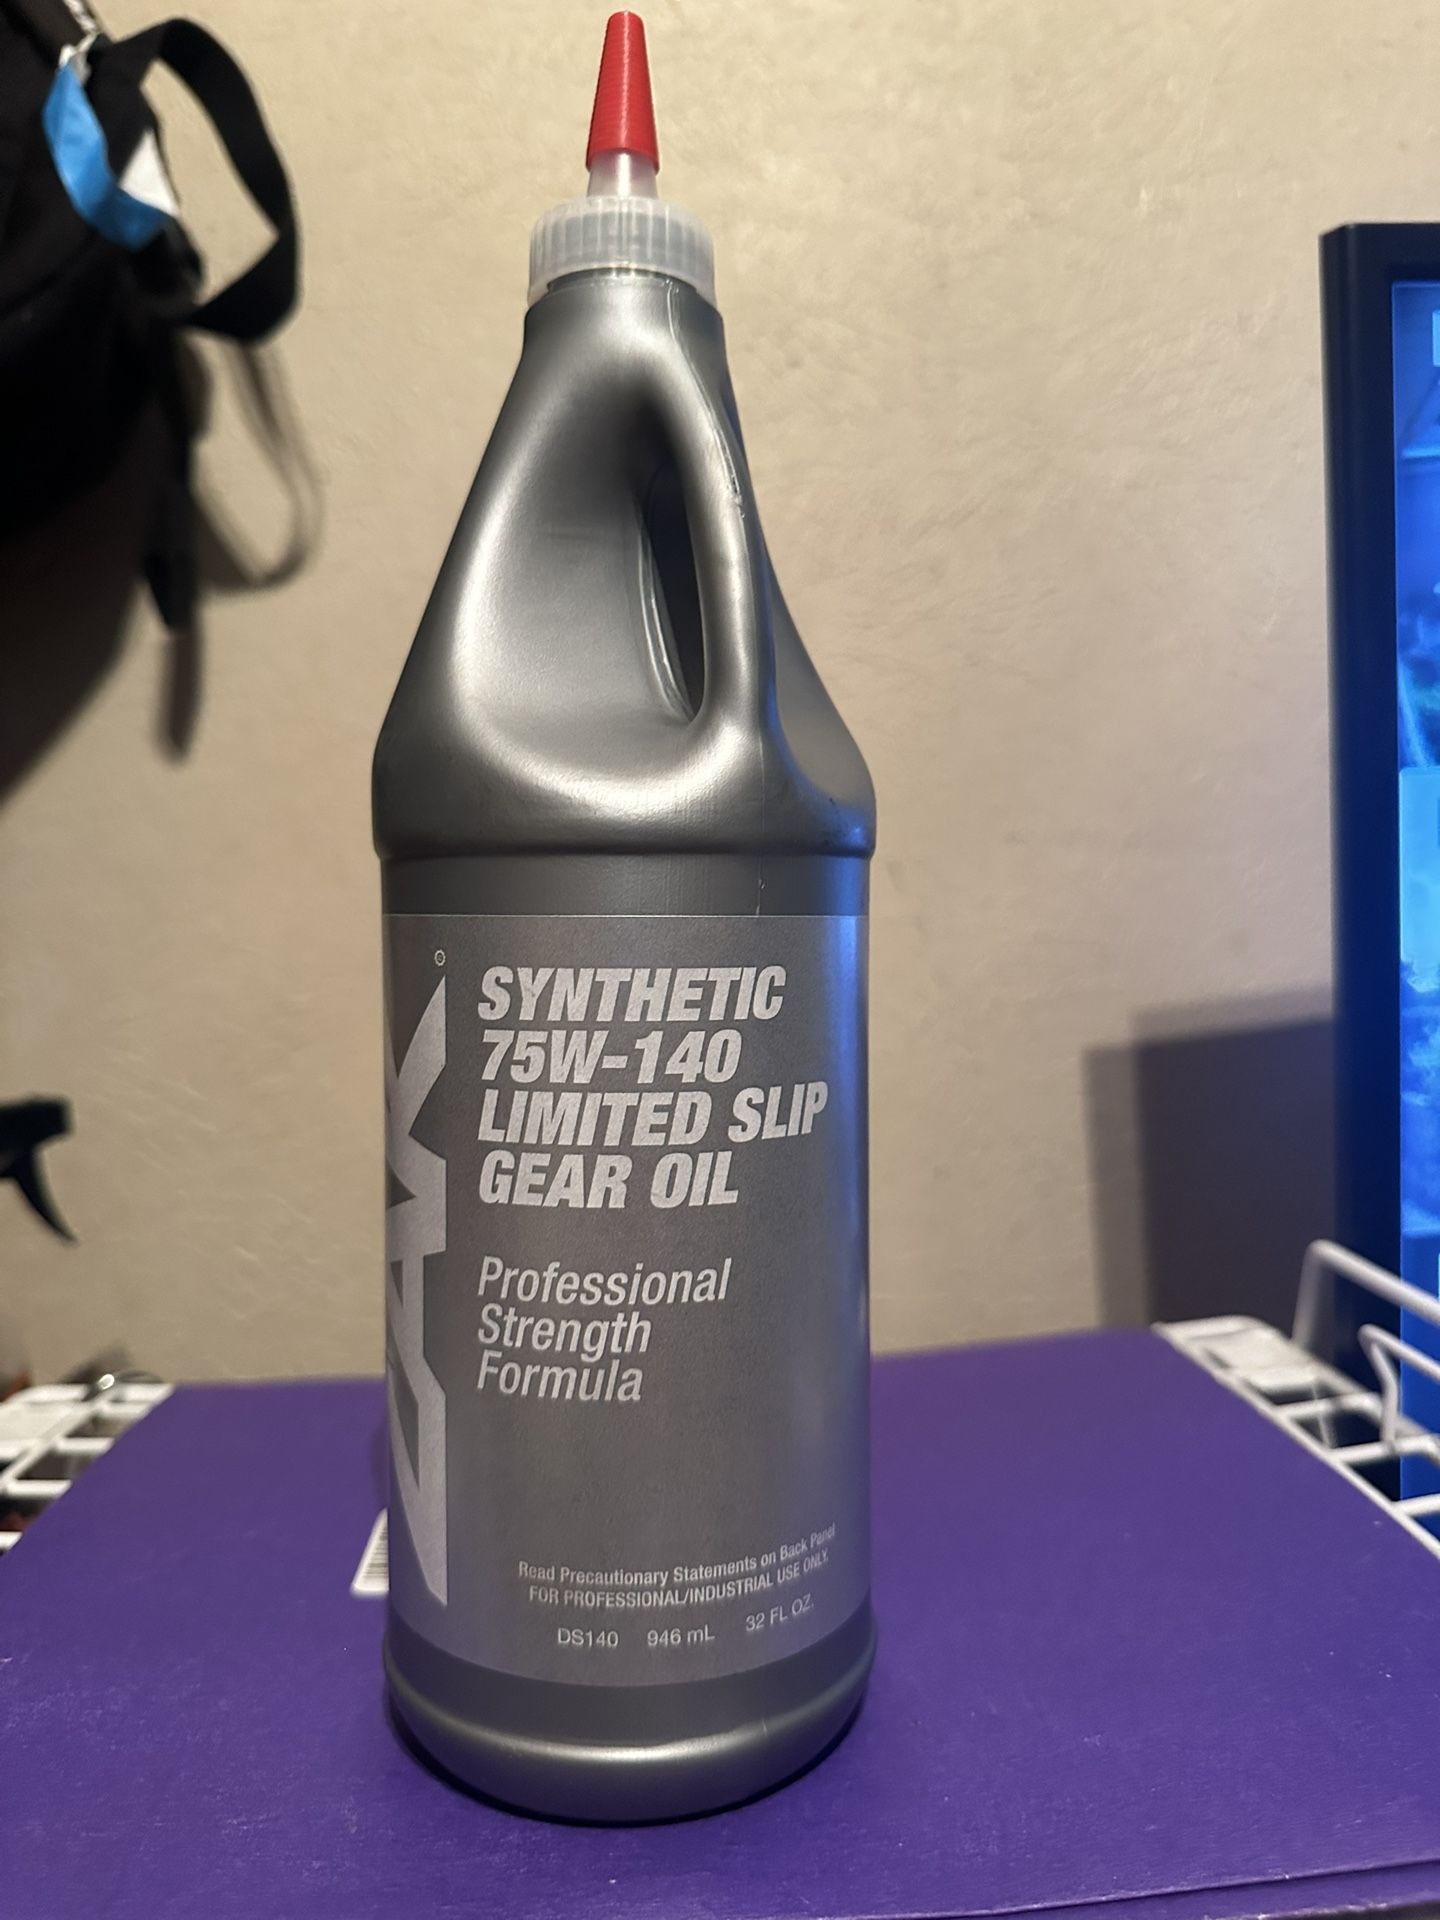 ZAK
®
SYNTHETIC
75W-140
LIMITED SLIP
GEAR OIL
Professional
Strength
Formula
Read Precautionary Statements on Back Panel
FOR PROFESSIONAL/INDUSTRIAL USE ONLY.
DS140 946 mL 32 FL OZ.